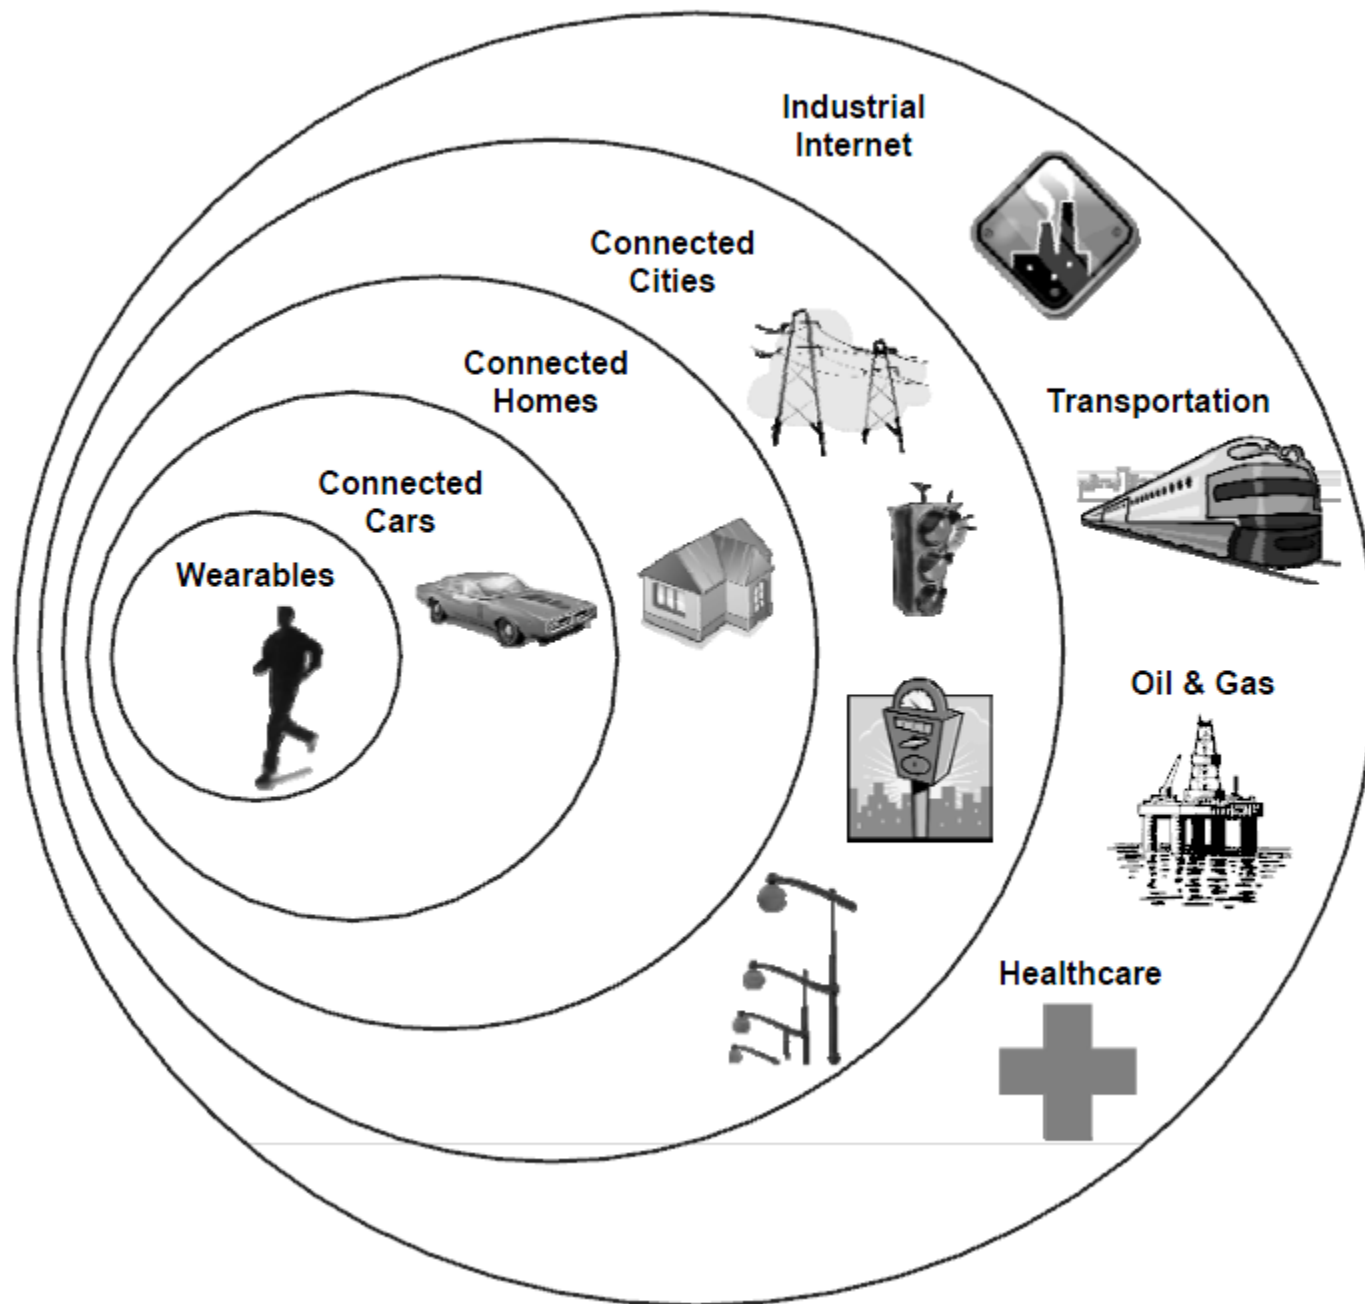 Industrial
Internet
Connected
Cities
Connected
Homes
Transportation
Connected
Cars
Wearables
Oil & Gas
Healthcare